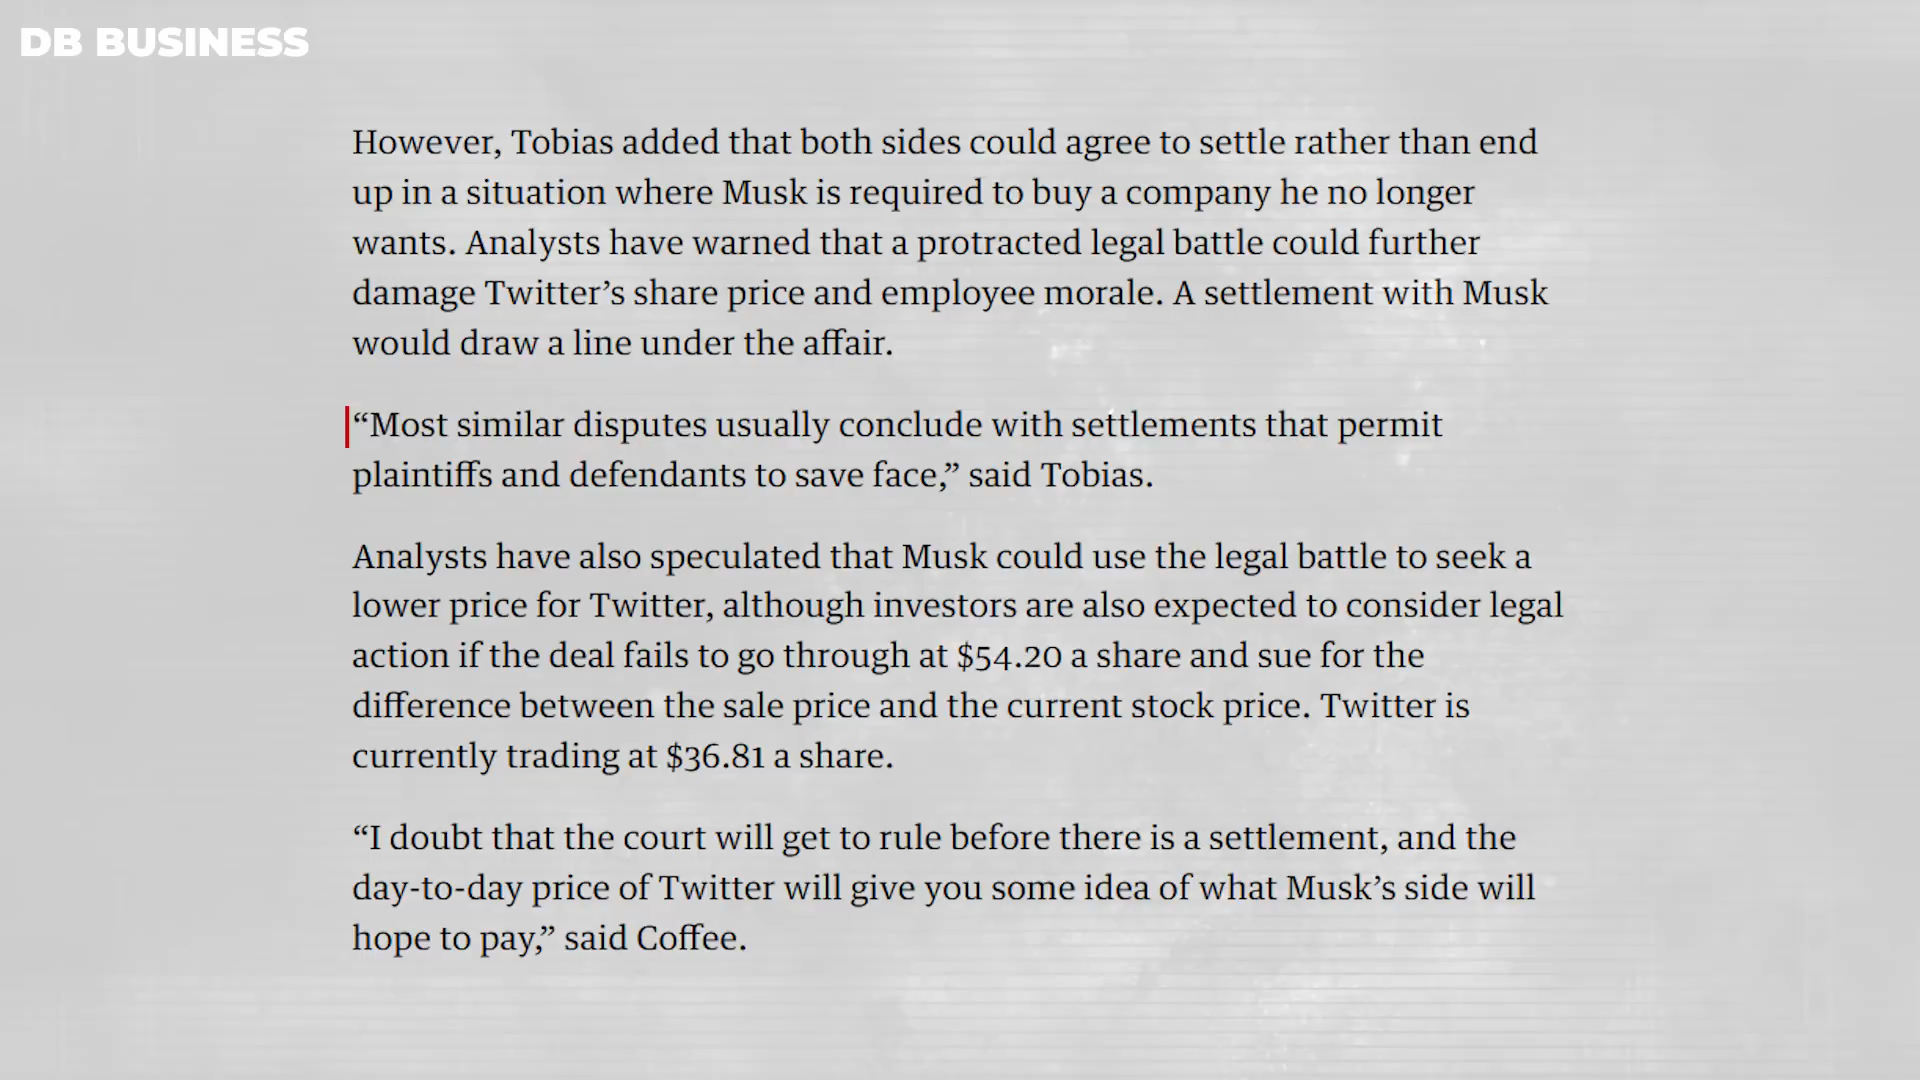 DB BUSINESS
However, Tobias added that both sides could agree to settle rather than end
up in a situation where Musk is required to buy a company he no longer
wants. Analysts have warned that a protracted legal battle could further
damage Twitter’s share price and employee morale. A settlement with Musk
would draw a line under the affair.
“Most similar disputes usually conclude with settlements that permit
plaintiffs and defendants to save face,” said Tobias.
Analysts have also speculated that Musk could use the legal battle to seek a
lower price for Twitter, although investors are also expected to consider legal
action if the deal fails to go through at $54.20 a share and sue for the
difference between the sale price and the current stock price. Twitter is
currently trading at $36.81 a share.
“I doubt that the court will get to rule before there is a settlement, and the
day-to-day price of Twitter will give you some idea of what Musk’s side will
hope to pay,” said Coffee.